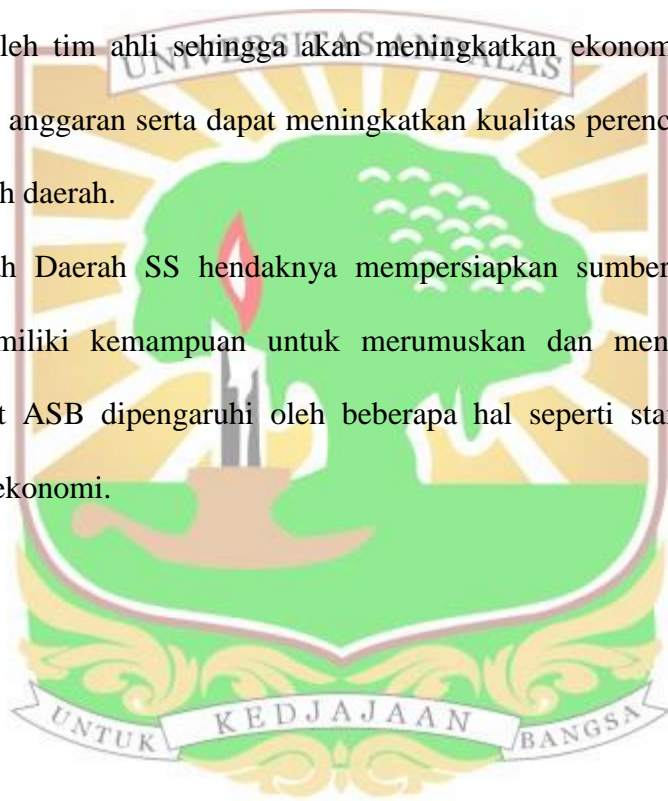 UNIVERSITAS ANDALAS
leh tim ahli sehingga akan meningkatkan ekonom
anggaran serta dapat meningkatkan kualitas perenc
h daerah.
ah Daerah SS hendaknya mempersiapkan sumber
miliki kemampuan untuk merumuskan dan men
t ASB dipengaruhi oleh beberapa hal seperti sta
ekonomi.
UNTUK KEDJAJAAN BANGSA